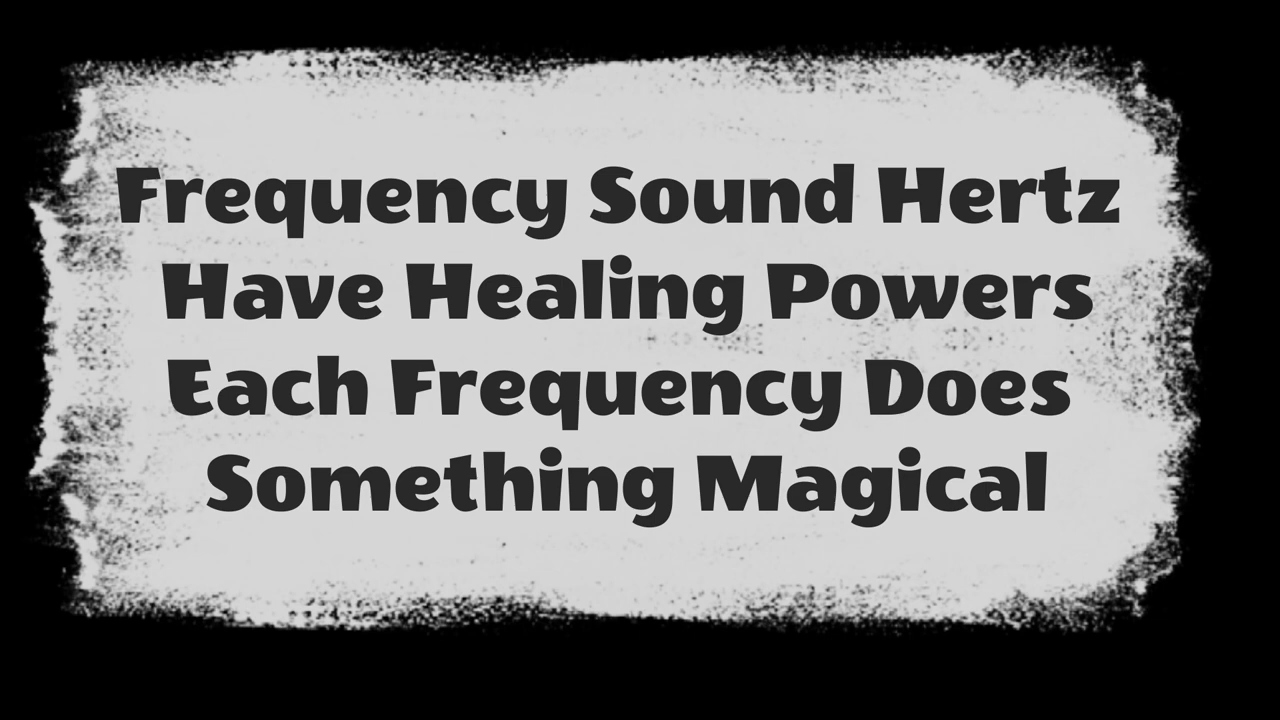 Frequency Sound Hertz
Have Healing Powers
Each Frequency Does
Something Magical